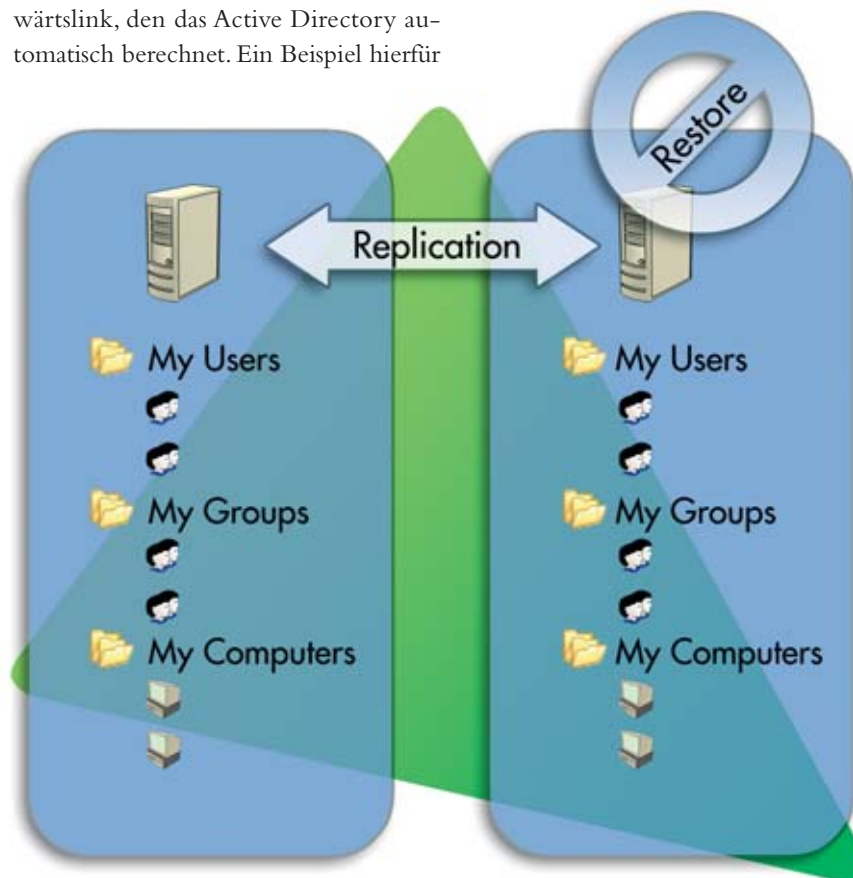 wärtslink, den das Active Directory au-
tomatisch berechnet. Ein Beispiel hierfür
Restore
Replication
My Users
My Groups
My Computers
My Users
My Groups
My Computers